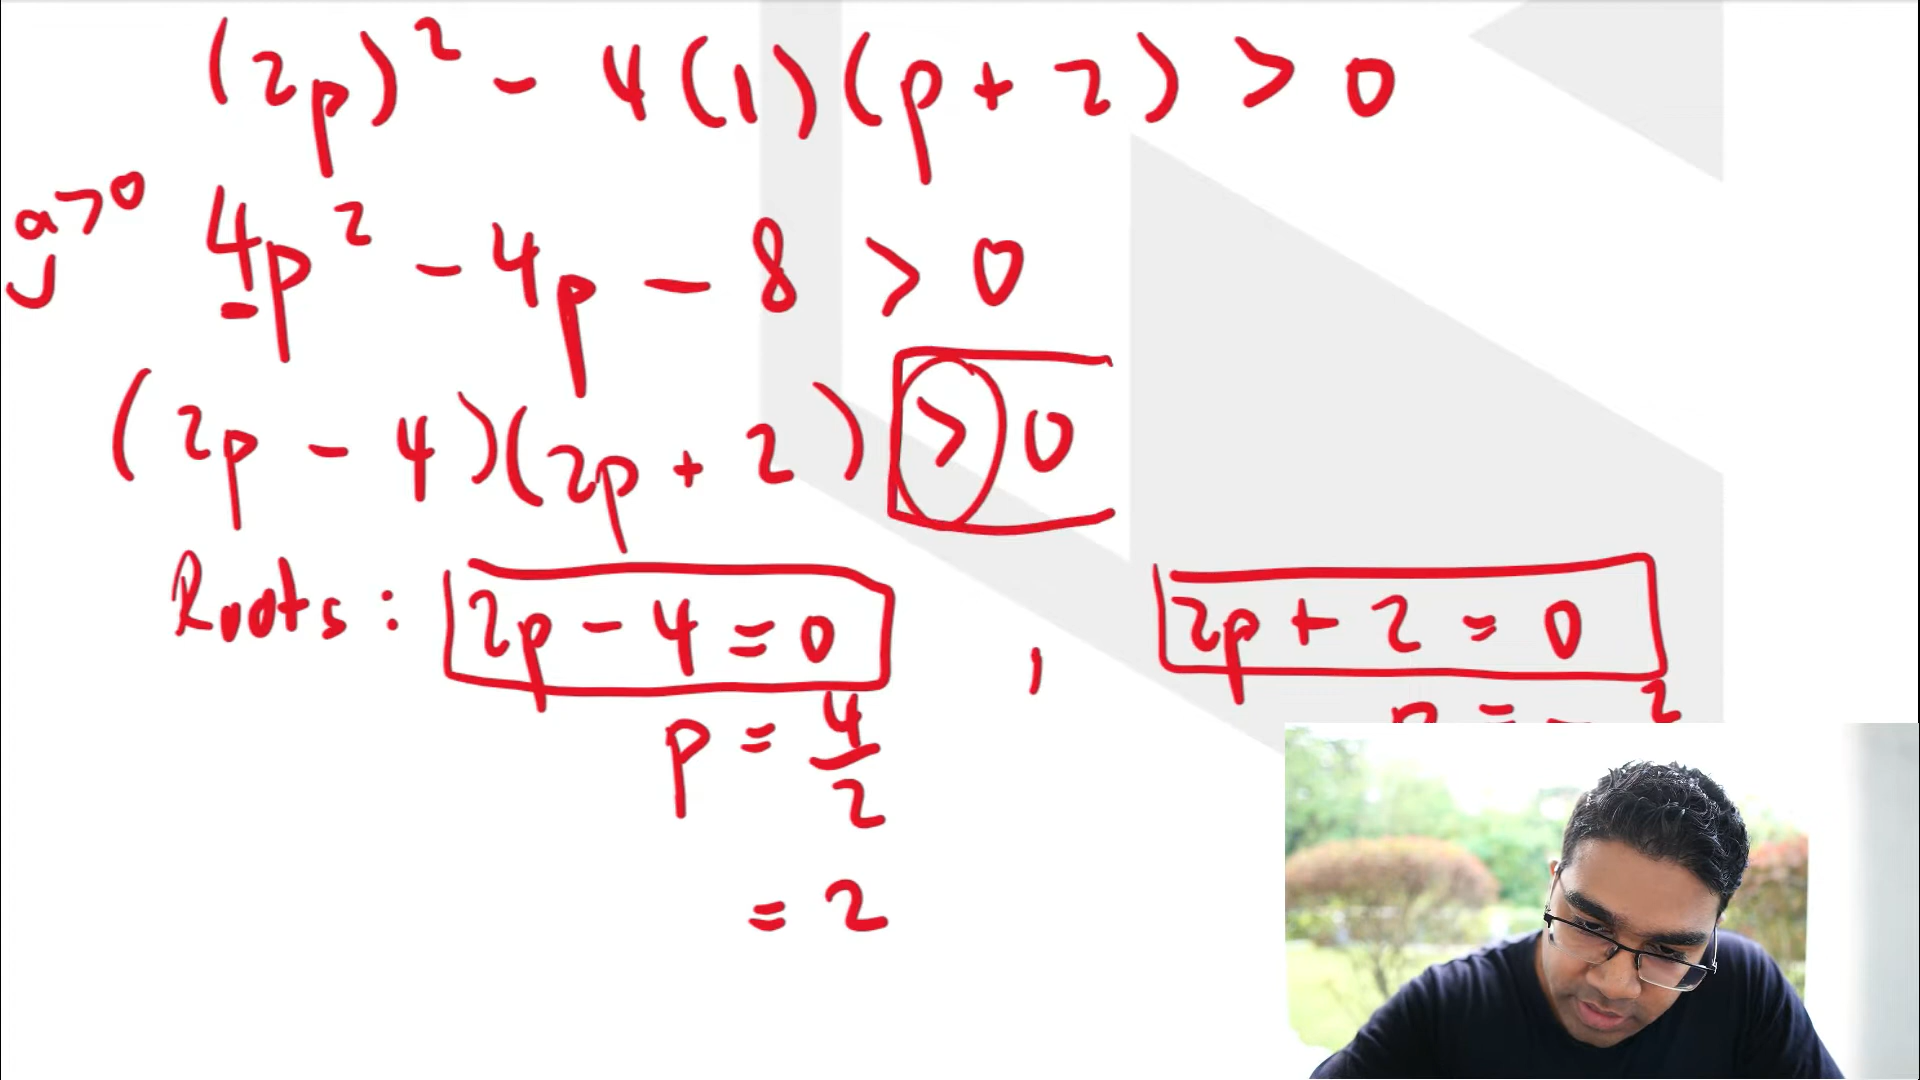 (2p)² - 4(1)(p + 2) > 0
a>0
4p² - 4p - 8 > 0
(2p - 4)(2p + 2) > 0
Roots : 2p - 4 = 0 , 2p + 2 = 0
p = 4/2
p = - 2
= 2